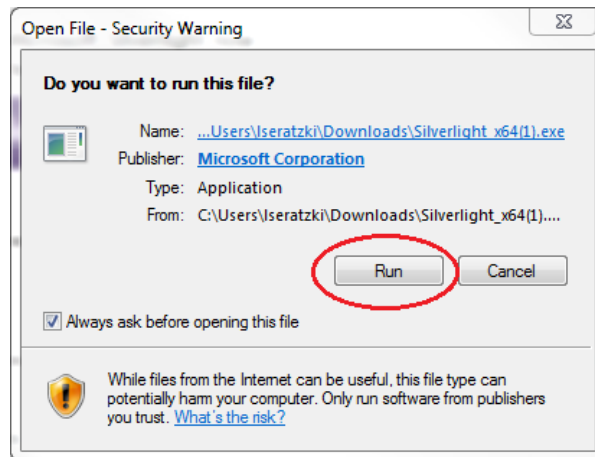 Open File - Security Warning
Do you want to run this file?
Name: ...Users\lseratzki\Downloads\Silverlight_x64(1).exe
Publisher: Microsoft Corporation
Type: Application
From: C:\Users\lseratzki\Downloads\Silverlight_x64(1)....
Run Cancel
Always ask before opening this file
While files from the Internet can be useful, this file type can
potentially harm your computer. Only run software from publishers
you trust. What's the risk?